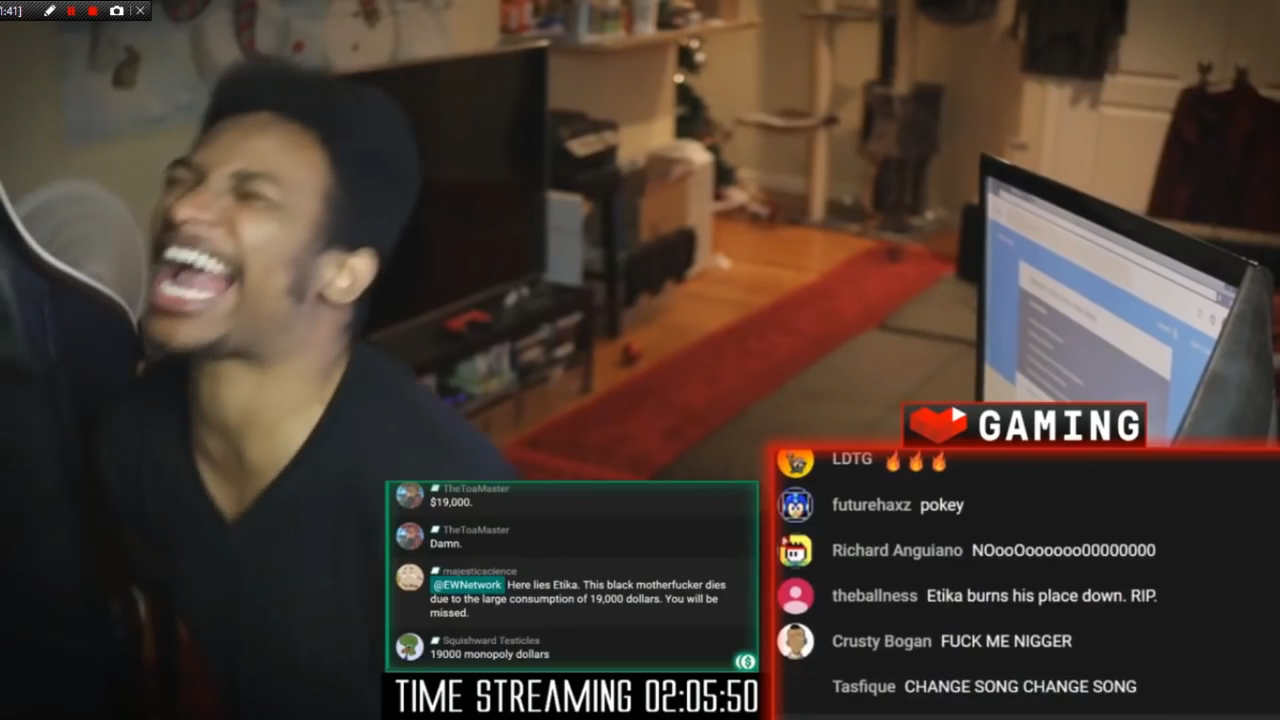 1:41]
GAMING
LDTG
futurehaxz pokey
Richard Anguiano NOooOoooooo00000000
theballness Etika burns his place down. RIP.
Crusty Bogan FUCK ME NIGGER
Tasfique CHANGE SONG CHANGE SONG
TheToaMaster
$19,000.
TheToaMaster
Damn.
majesticscience
@EWNetwork Here lies Etika. This black motherfucker dies
due to the large consumption of 19,000 dollars. You will be
missed.
Squishward Testicles
19000 monopoly dollars
TIME STREAMING 02:05:50